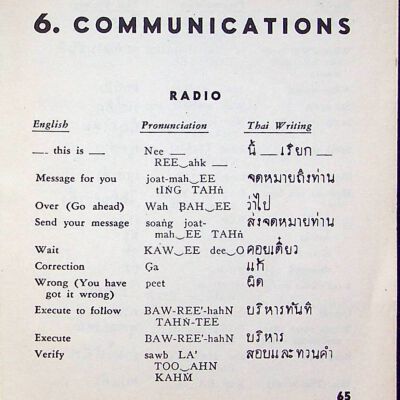 6. COMMUNICATIONS
RADIO
English Pronunciation Thai Writing
__ this is __ Nee __ นี้ __ เรียก __
REE‿ahk __
Message for you joat-mah‿EE จดหมายถึงท่าน
tING TAHn
Over (Go ahead) Wah BAH‿EE ว่าไป
Send your message soang joat- ส่งจดหมายท่าน
mah‿EE TAHn
Wait KAW‿EE dee‿O คอยเดี๋ยว
Correction Ga แก้
Wrong (You have peet ผิด
got it wrong)
Execute to follow BAW-REE'-hahN บริหารทันที
TAHN-TEE
Execute BAW-REE'-hahN บริหาร
Verify sawb LA' สอบและทวนคำ
TOO‿AHN
KAHM
65